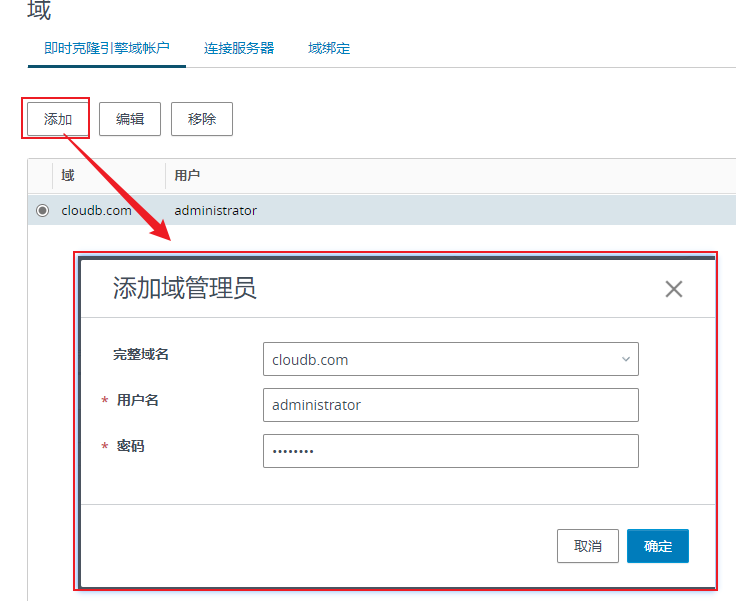 域
即时克隆引擎域帐户 连接服务器 域绑定
添加 编辑 移除
域 用户
cloudb.com administrator
添加域管理员
完整域名 cloudb.com
* 用户名 administrator
* 密码 ••••••••
取消 确定